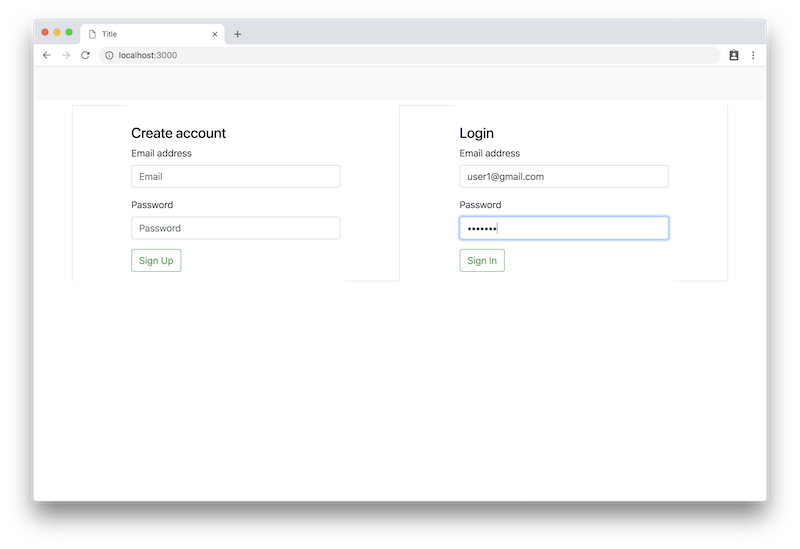 Title
localhost:3000
Create account
Email address
Email
Password
Password
Sign Up
Login
Email address
user1@gmail.com
Password
•••••••
Sign In